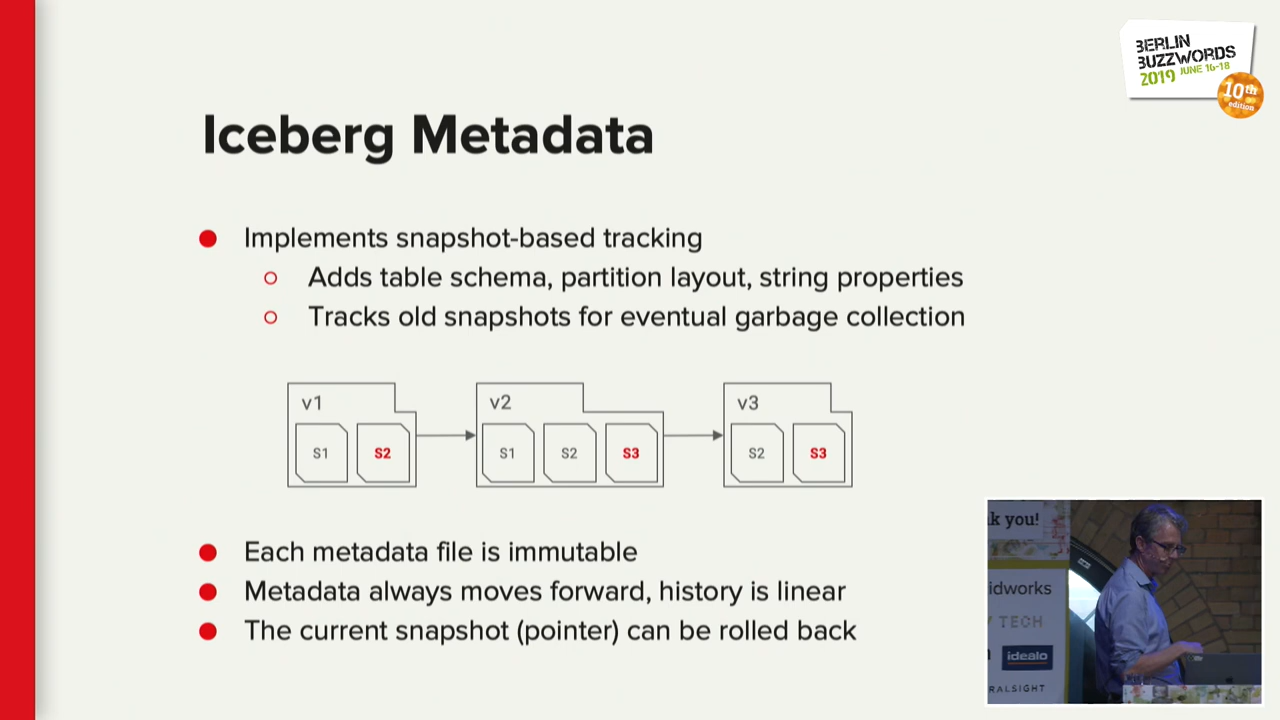 BERLIN
BUZZWORDS
2019 JUNE 16-18
10th
edition
Iceberg Metadata
Implements snapshot-based tracking
Adds table schema, partition layout, string properties
Tracks old snapshots for eventual garbage collection
v1
S1 S2
v2
S1 S2 S3
v3
S2 S3
Each metadata file is immutable
Metadata always moves forward, history is linear
The current snapshot (pointer) can be rolled back
k you!
idworks
TECH
idealo
RALSIGHT